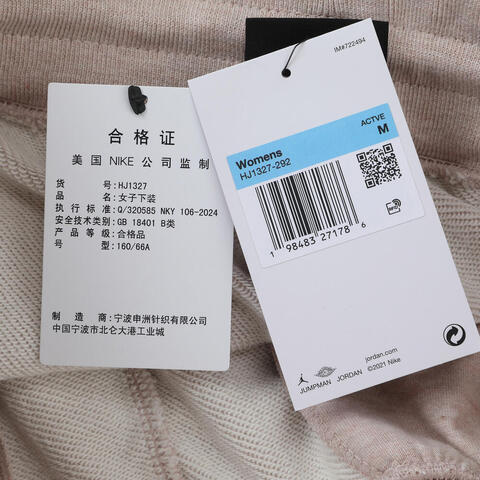 合格证
美国 NIKE 公司监制
货号:HJ1327
品名:女子下装
执行标准:Q/320585 NKY 106-2024
安全技术类别:GB 18401 B类
产品等级:合格品
号型:160/66A
制造商:宁波申洲针织有限公司
中国宁波市北仑大港工业城
IM#722494
ACTVE
M
Womens
HJ1327-292
1 98483 27178 6
JUMPMAN
JORDAN
jordan.com
©2021 Nike